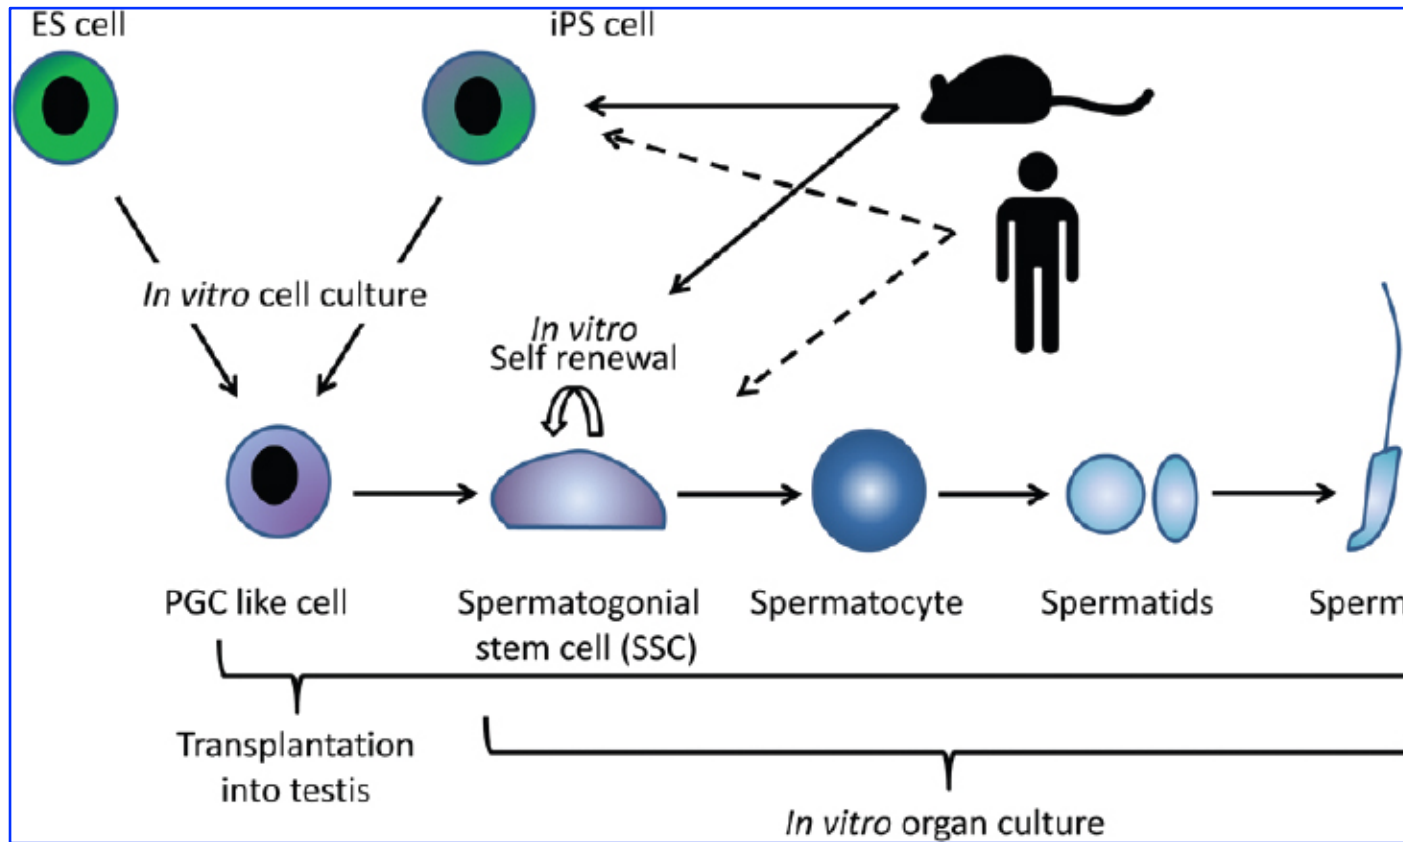 ES cell
iPS cell
In vitro cell culture
In vitro
Self renewal
PGC like cell
Spermatogonial
stem cell (SSC)
Spermatocyte
Spermatids
Sperm
Transplantation
into testis
In vitro organ culture